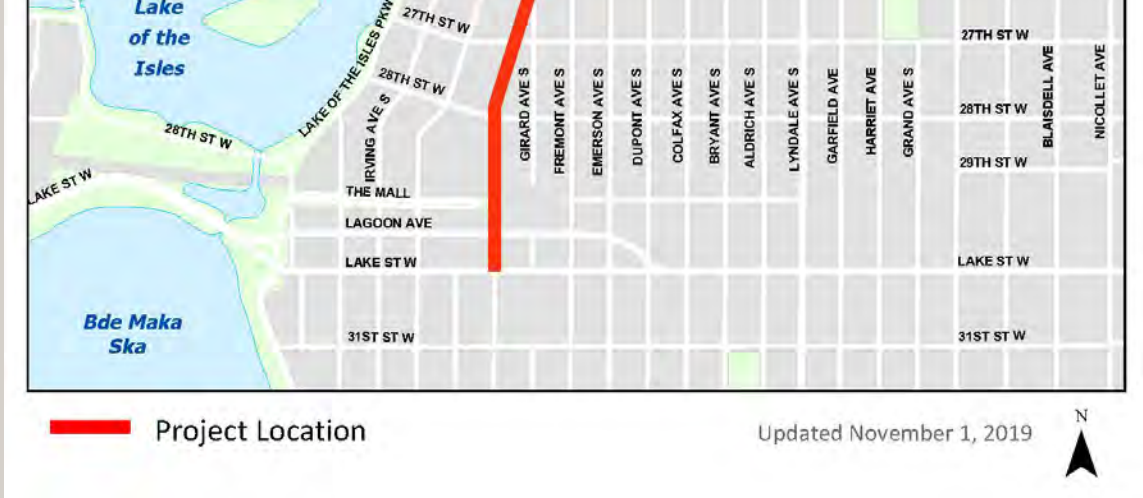 Lake
of the
Isles
27TH ST W
27TH ST W
LAKE OF THE ISLES PKW
28TH ST W
IRVING AVE S
28TH ST W
GIRARD AVE S
FREMONT AVE S
EMERSON AVE S
DUPONT AVE S
COLFAX AVE S
BRYANT AVE S
ALDRICH AVE S
LYNDALE AVE S
GARFIELD AVE
HARRIET AVE
GRAND AVE S
BLAISDELL AVE
NICOLLET AVE
28TH ST W
29TH ST W
LAKE ST W
THE MALL
LAGOON AVE
LAKE ST W
LAKE ST W
Bde Maka
Ska
31ST ST W
31ST ST W
Project Location
Updated November 1, 2019
N